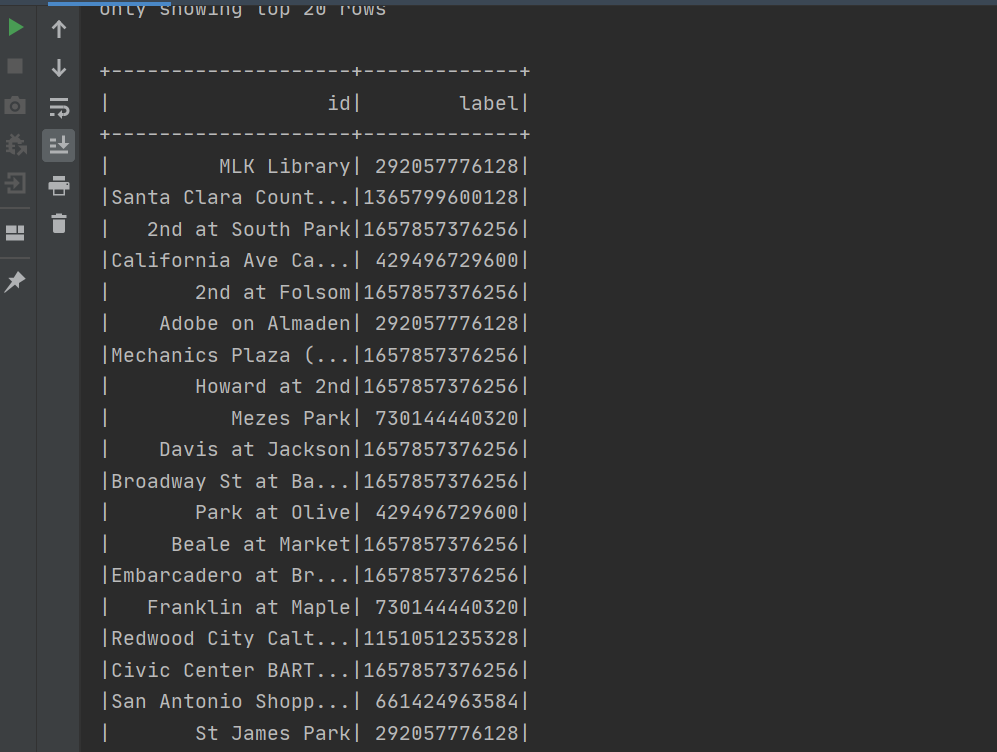 only showing top 20 rows
+--------------------+-------------+
|                  id|        label|
+--------------------+-------------+
|         MLK Library| 292057776128|
|Santa Clara Count...|1365799600128|
|   2nd at South Park|1657857376256|
|California Ave Ca...| 429496729600|
|       2nd at Folsom|1657857376256|
|    Adobe on Almaden| 292057776128|
|Mechanics Plaza (...|1657857376256|
|       Howard at 2nd|1657857376256|
|          Mezes Park| 730144440320|
|    Davis at Jackson|1657857376256|
|Broadway St at Ba...|1657857376256|
|       Park at Olive| 429496729600|
|     Beale at Market|1657857376256|
|Embarcadero at Br...|1657857376256|
|   Franklin at Maple| 730144440320|
|Redwood City Calt...|1151051235328|
|Civic Center BART...|1657857376256|
|San Antonio Shopp...| 661424963584|
|       St James Park| 292057776128|